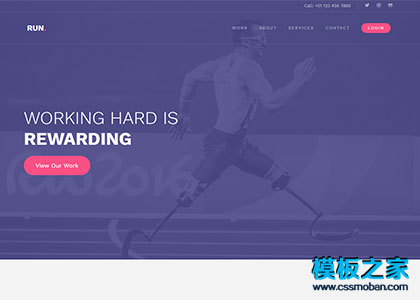 Call: +01 123 456 7890
RUN.
WORK ABOUT SERVICES CONTACT LOGIN
WORKING HARD IS
REWARDING
View Our Work
RIO2016
模板之家
www.cssmoban.com